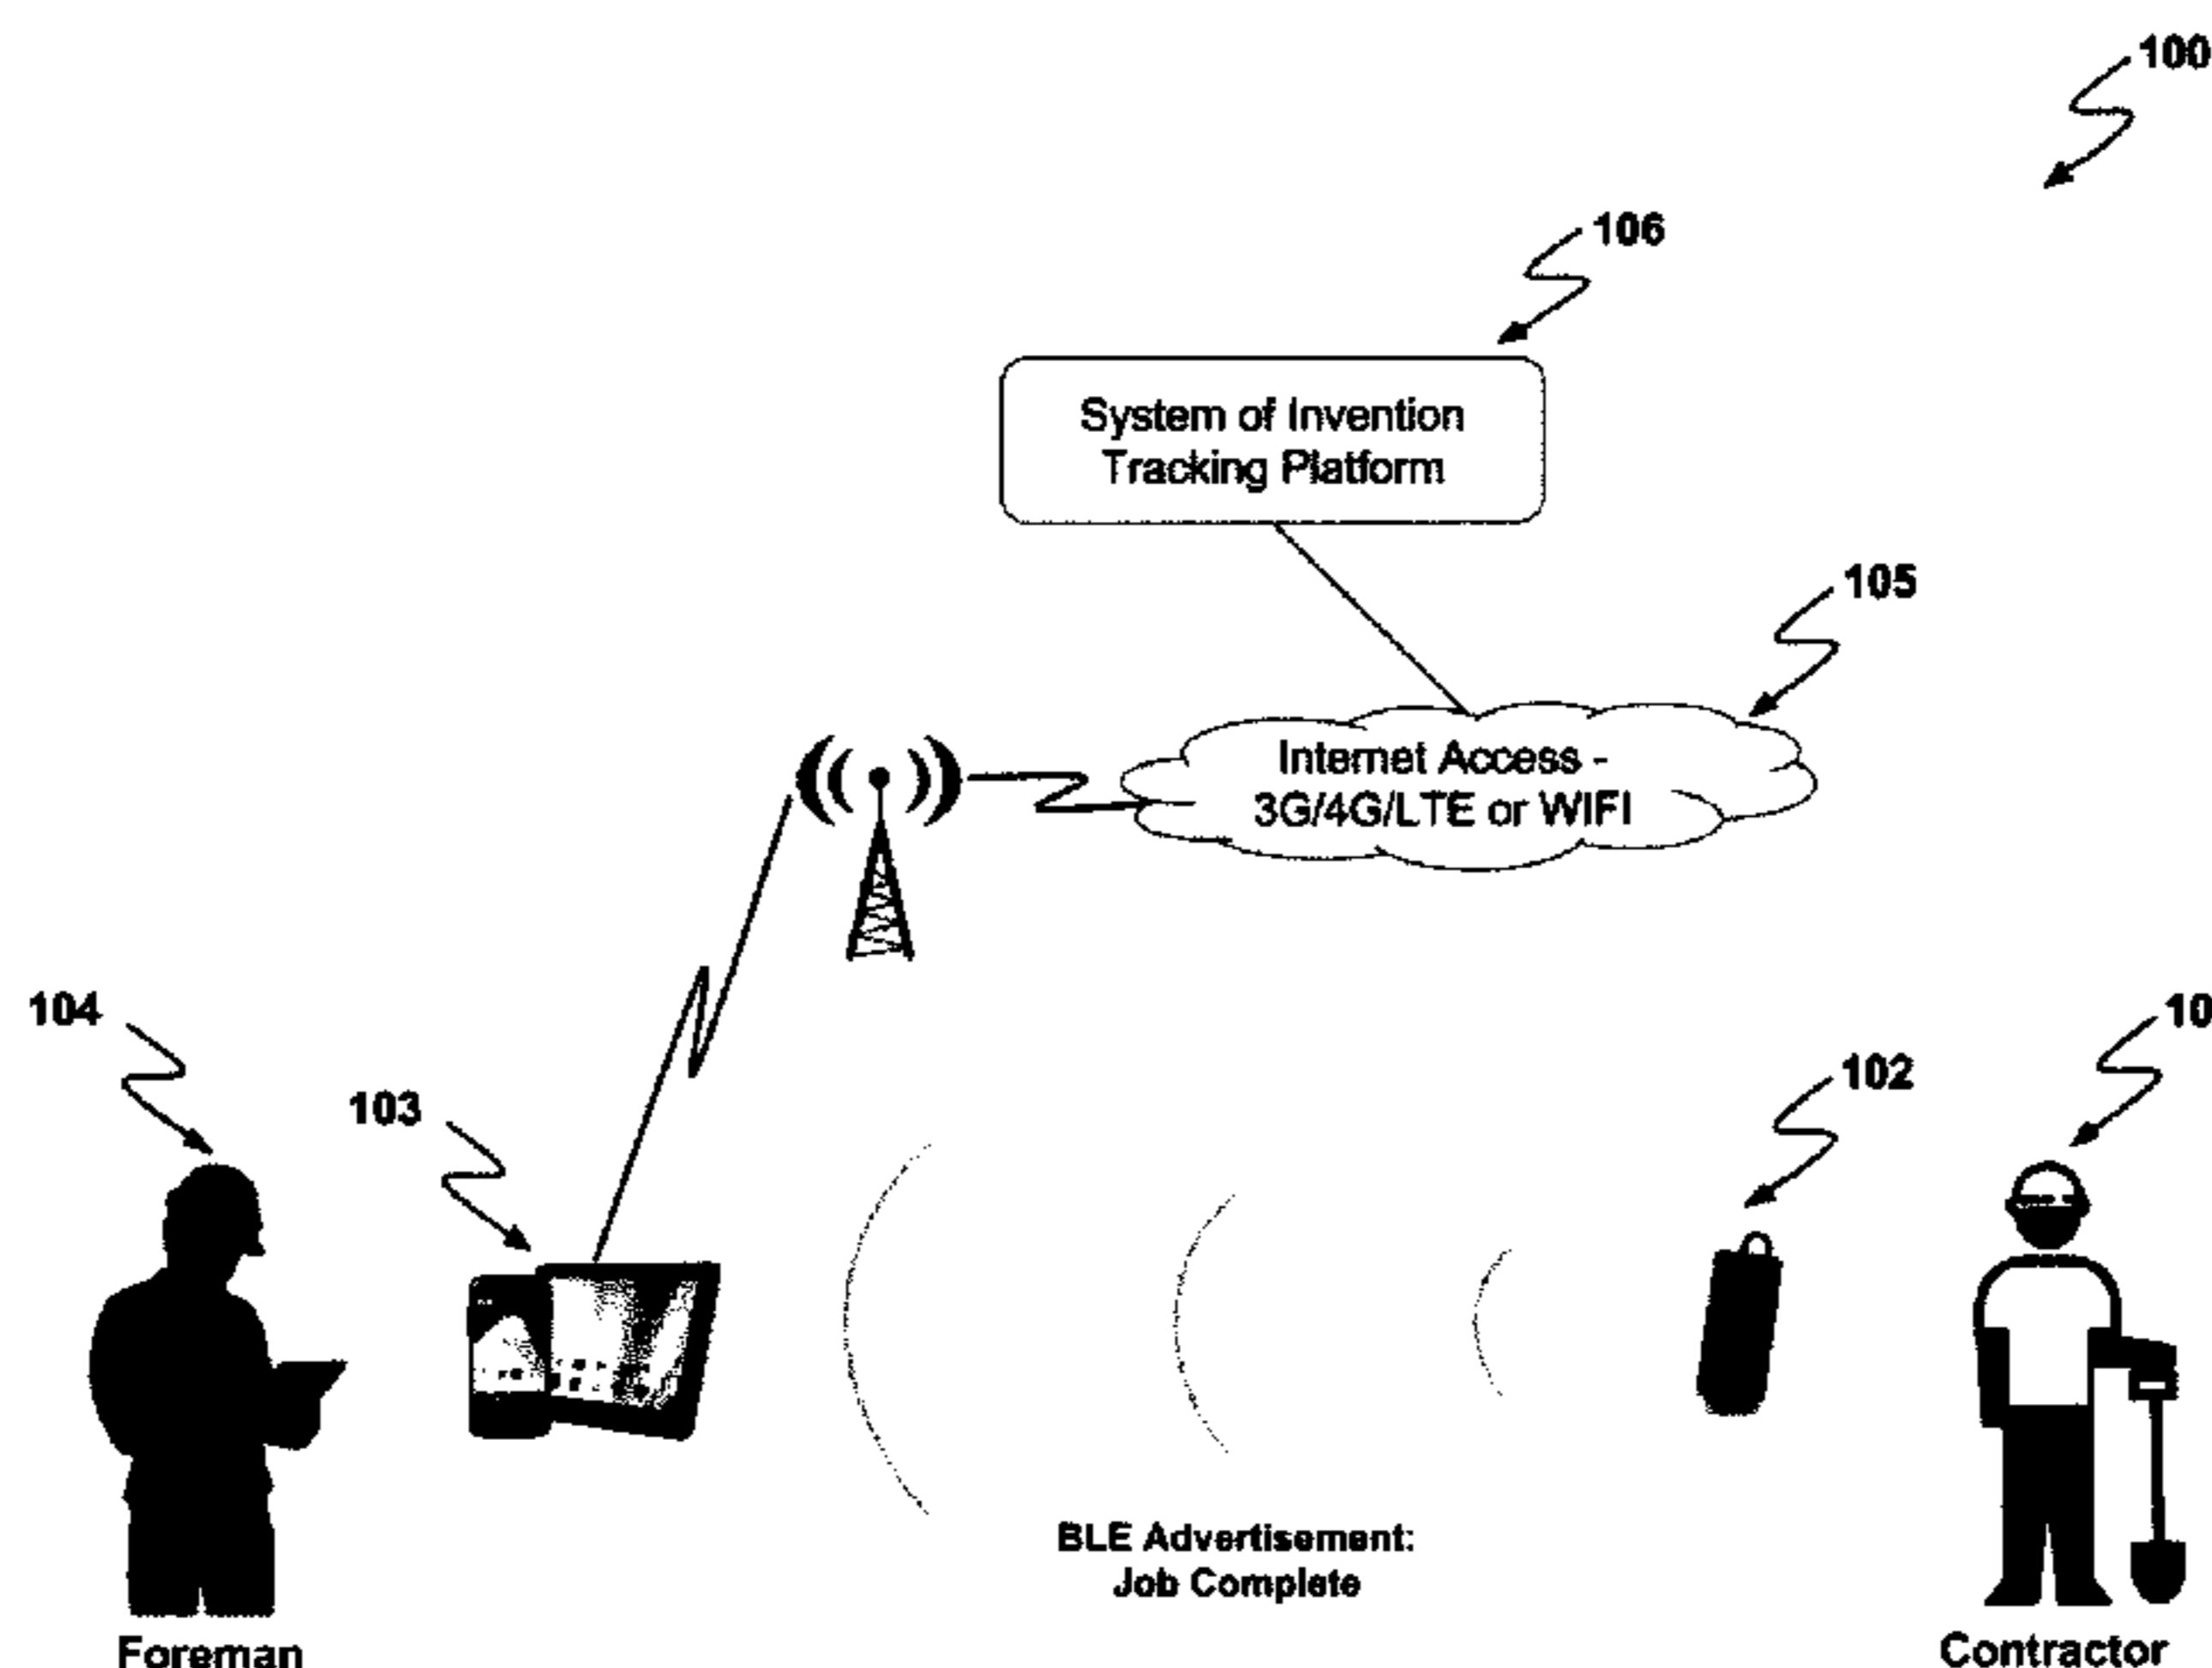 100
106
System of Invention
Tracking Platform
105
Internet Access -
3G/4G/LTE or WIFI
104
10
102
103
BLE Advertisement:
Job Complete
Foreman
Contractor